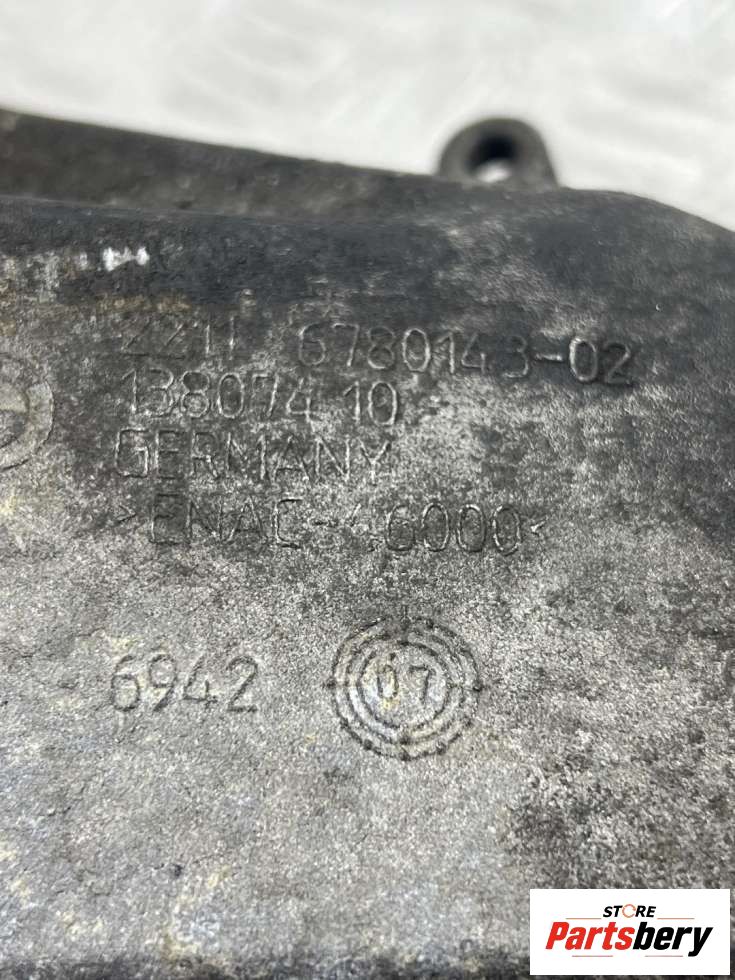 2211 6780143-02
13807410
GERMANY
>ENAC-46000<
6942
07
STORE
Partsbery